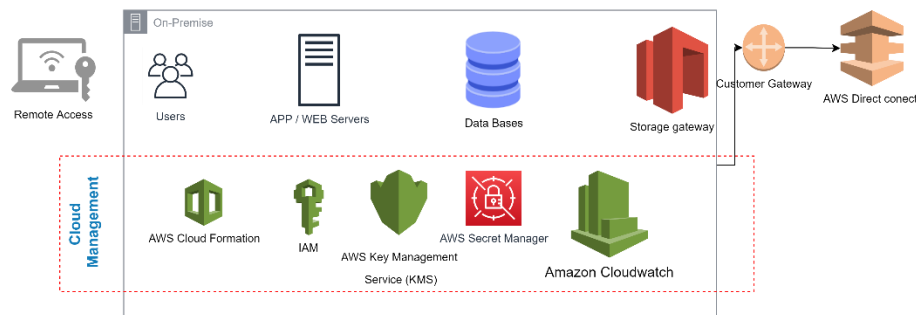 On-Premise
Remote Access
Users
APP / WEB Servers
Data Bases
Storage gateway
Customer Gateway
AWS Direct conect
Cloud
Management
AWS Cloud Formation
IAM
AWS Key Management
Service (KMS)
AWS Secret Manager
Amazon Cloudwatch